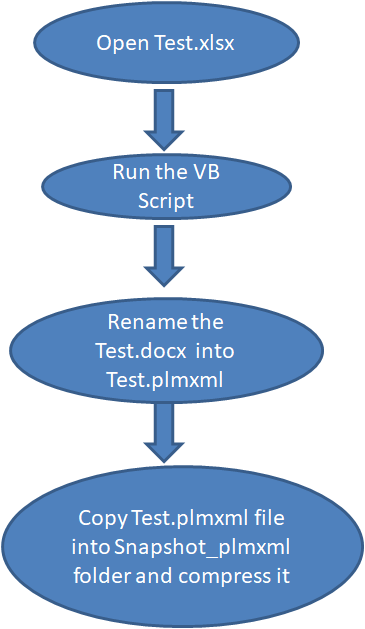 Open Test.xlsx
Run the VB
Script
Rename the
Test.docx into
Test.plmxml
Copy Test.plmxml file
into Snapshot_plmxml
folder and compress it